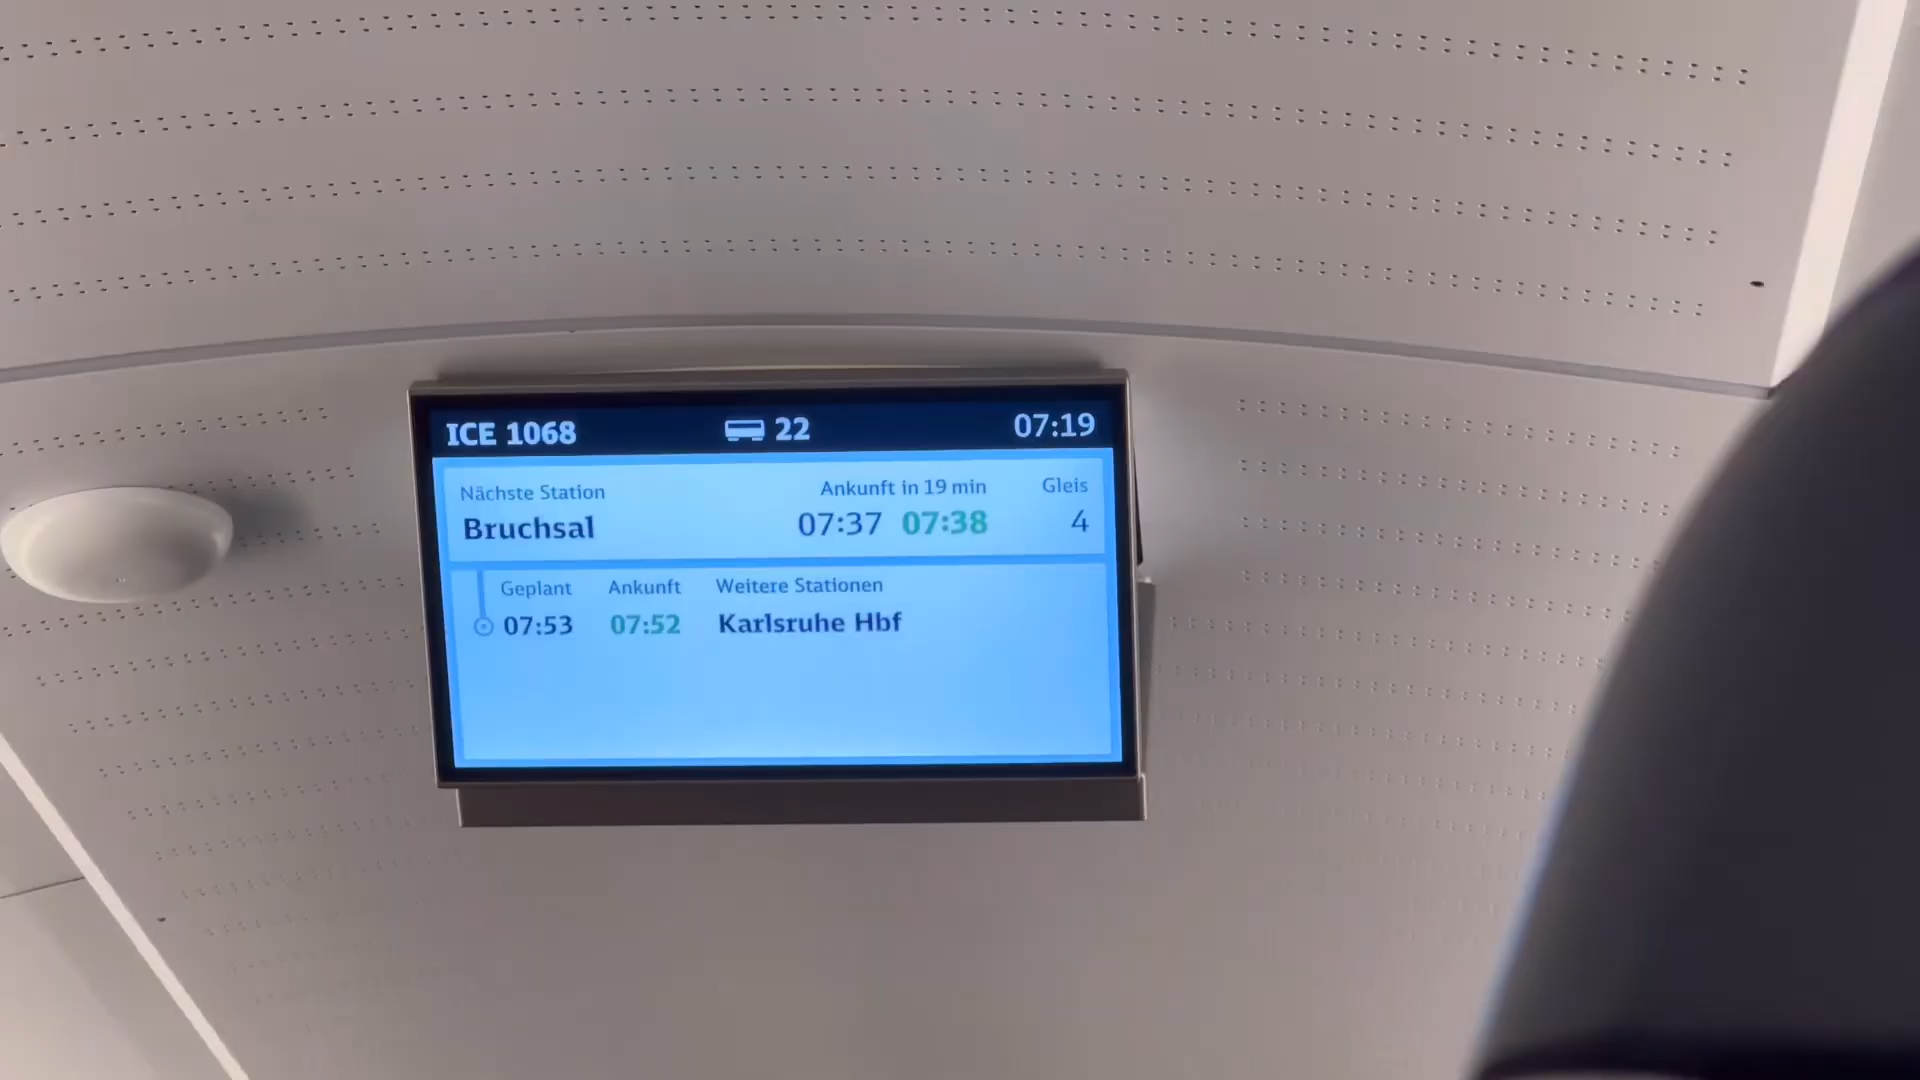 ICE 1068 22 07:19
Nächste Station Ankunft in 19 min Gleis
Bruchsal 07:37 07:38 4
Geplant Ankunft Weitere Stationen
07:53 07:52 Karlsruhe Hbf